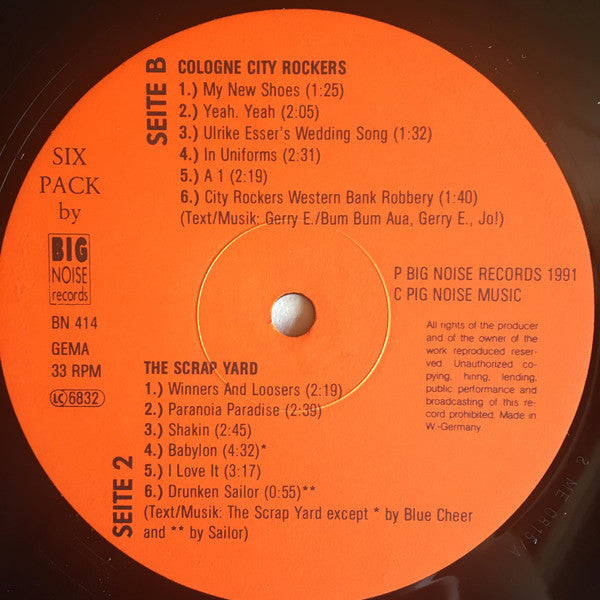 SEITE B
COLOGNE CITY ROCKERS
1.) My New Shoes (1:25)
2.) Yeah. Yeah (2:05)
3.) Ulrike Esser's Wedding Song (1:32)
4.) In Uniforms (2:31)
5.) A 1 (2:19)
6.) City Rockers Western Bank Robbery (1:40)
(Text/Musik: Gerry E./Bum Bum Aua, Gerry E., Jo!)
SIX
PACK
by
BIG
NOISE
records
BN 414
GEMA
33 RPM
LC 6832
P BIG NOISE RECORDS 1991
C PIG NOISE MUSIC
All rights of the producer
and of the owner of the
work reproduced reser-
ved. Unauthorized co-
pying, hiring, lending,
public performance and
broadcasting of this re-
cord prohibited. Made in
W.-Germany.
SEITE 2
THE SCRAP YARD
1.) Winners And Loosers (2:19)
2.) Paranoia Paradise (2:39)
3.) Shakin (2:45)
4.) Babylon (4:32)*
5.) I Love It (3:17)
6.) Drunken Sailor (0:55)**
(Text/Musik: The Scrap Yard except * by Blue Cheer
and ** by Sailor)